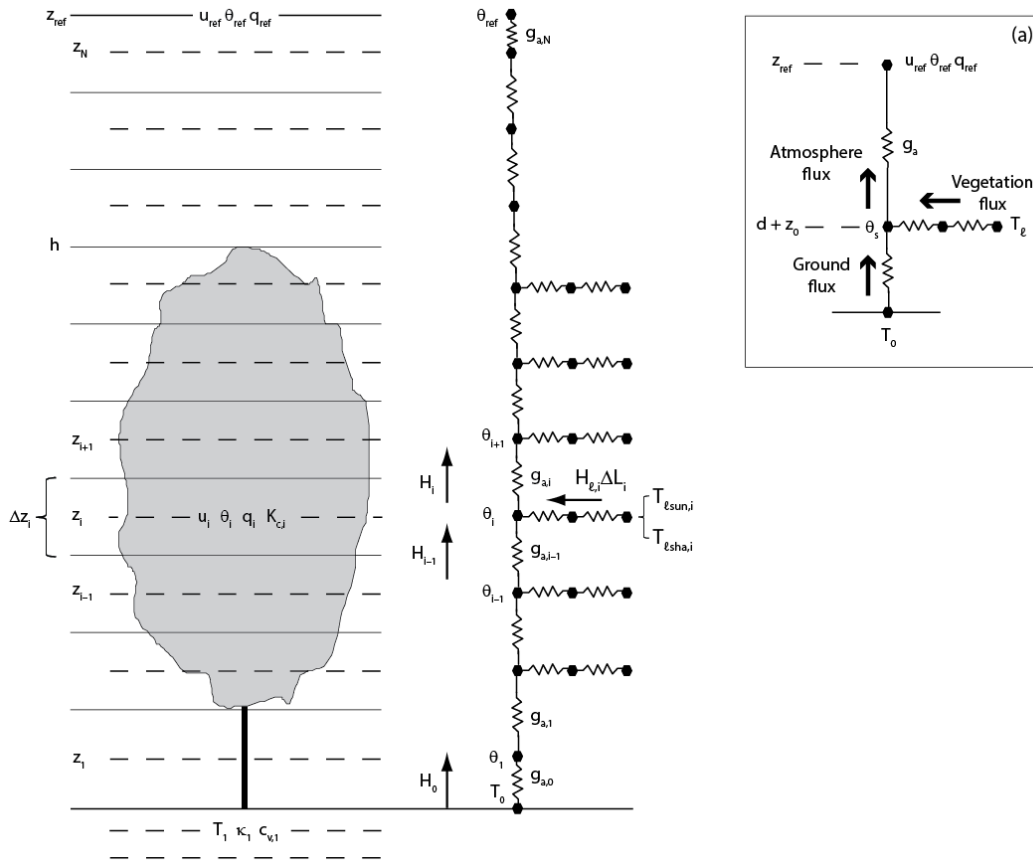 z_ref u_ref θ_ref q_ref
z_N
h
z_i+1
Δz_i
z_i u_i θ_i q_i K_c,i
z_i−1
z_1
T_1 κ_1 c_v,1
H_i
H_i−1
H_0
θ_ref
g_a,N
θ_i+1
g_a,i
H_ℓ,i ΔL_i
θ_i
T_ℓsun,i
T_ℓsha,i
g_a,i−1
θ_i−1
g_a,1
θ_1
g_a,0
T_0
(a)
z_ref u_ref θ_ref q_ref
g_a
Atmosphere
flux
Vegetation
flux
d + z_0 θ_s T_ℓ
Ground
flux
T_0